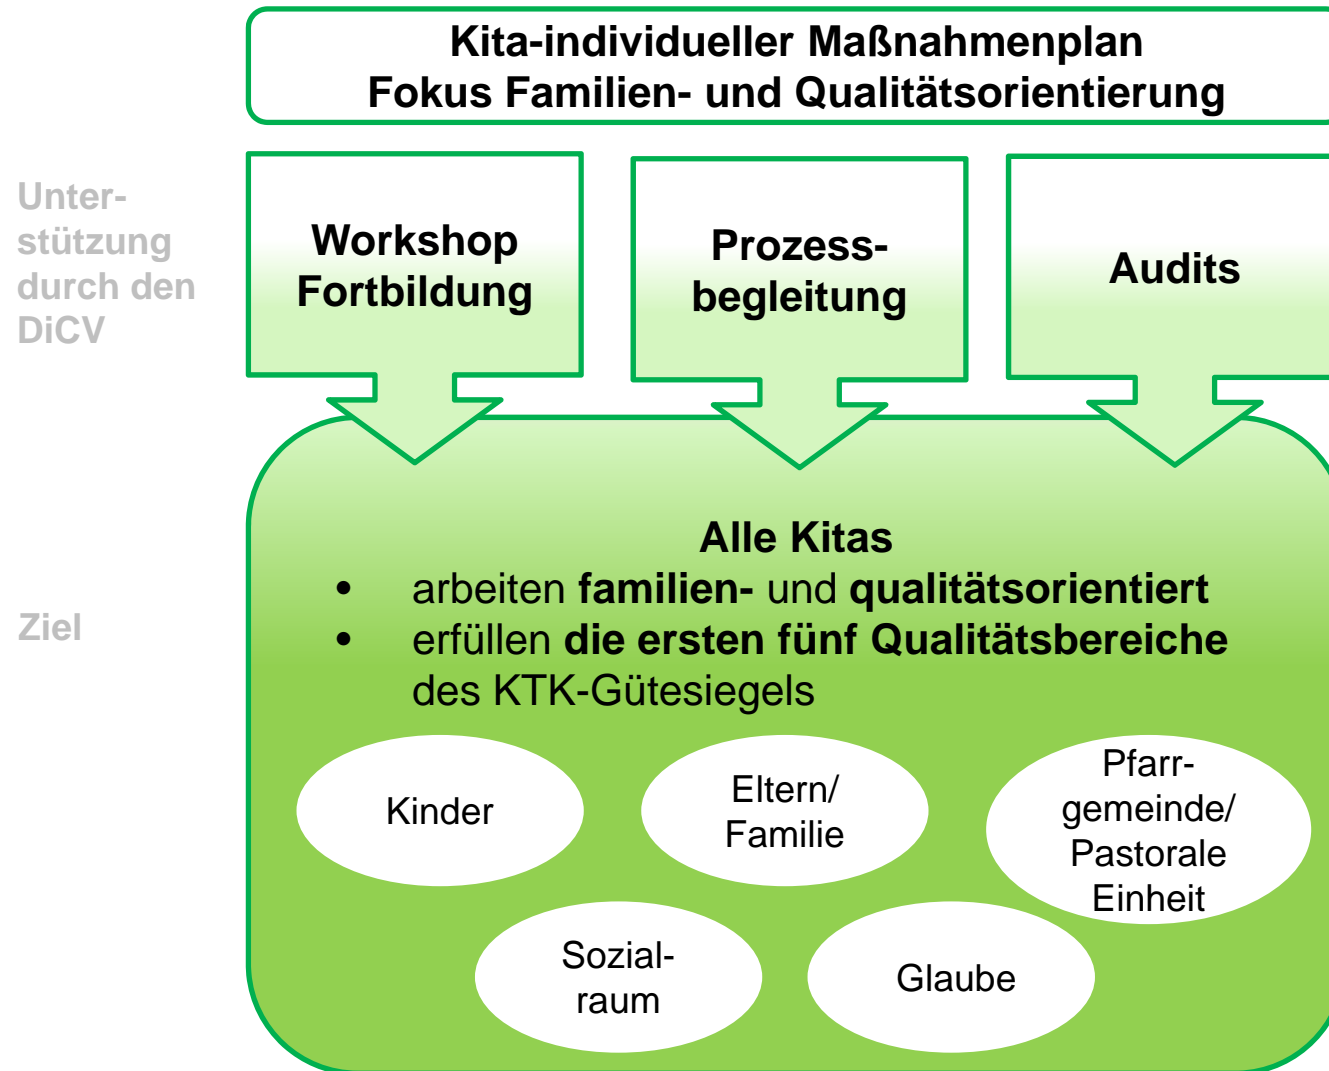 Kita-individueller Maßnahmenplan
Fokus Familien- und Qualitätsorientierung
Unter-
stützung
durch den
DiCV
Workshop
Fortbildung
Prozess-
begleitung
Audits
Ziel
Alle Kitas
• arbeiten familien- und qualitätsorientiert
• erfüllen die ersten fünf Qualitätsbereiche
des KTK-Gütesiegels
Kinder
Eltern/
Familie
Pfarr-
gemeinde/
Pastorale
Einheit
Sozial-
raum
Glaube